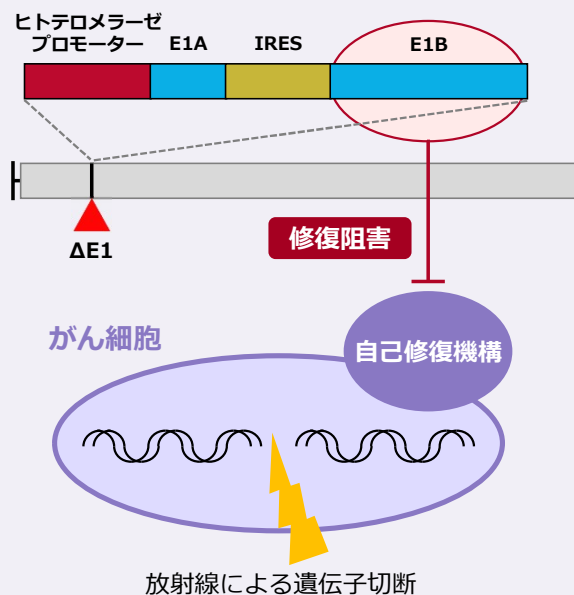 ヒトテロメラーゼ
プロモーター
E1A
IRES
E1B
ΔE1
修復阻害
がん細胞
自己修復機構
放射線による遺伝子切断